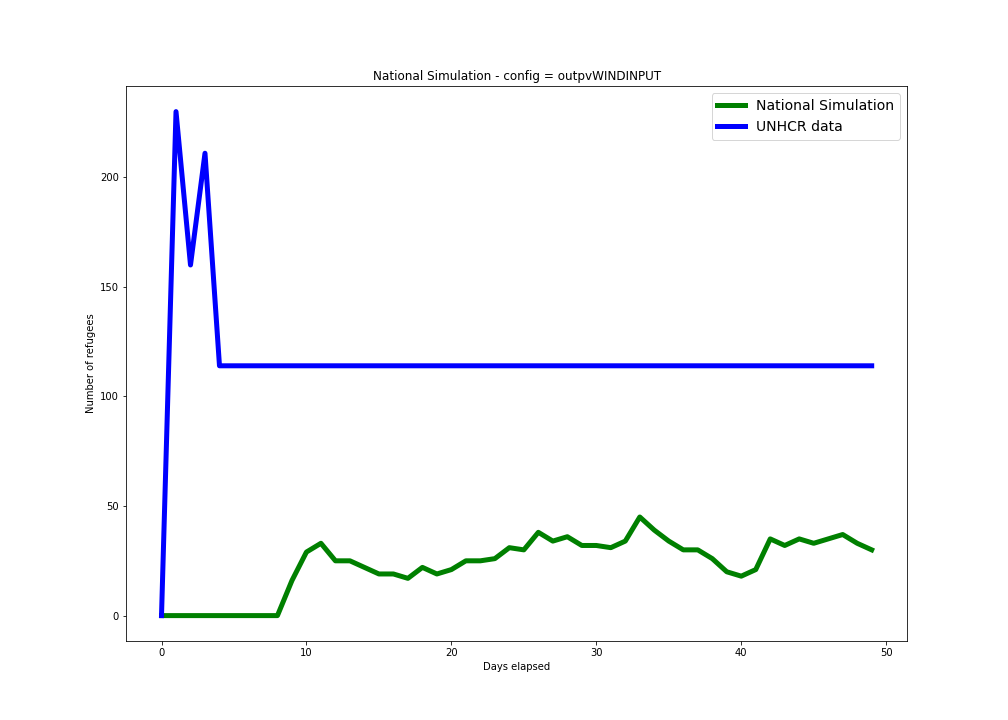 National Simulation - config = outpvWINDINPUT
National Simulation
UNHCR data
200
150
100
50
0
Number of refugees
0
10
20
30
40
50
Days elapsed